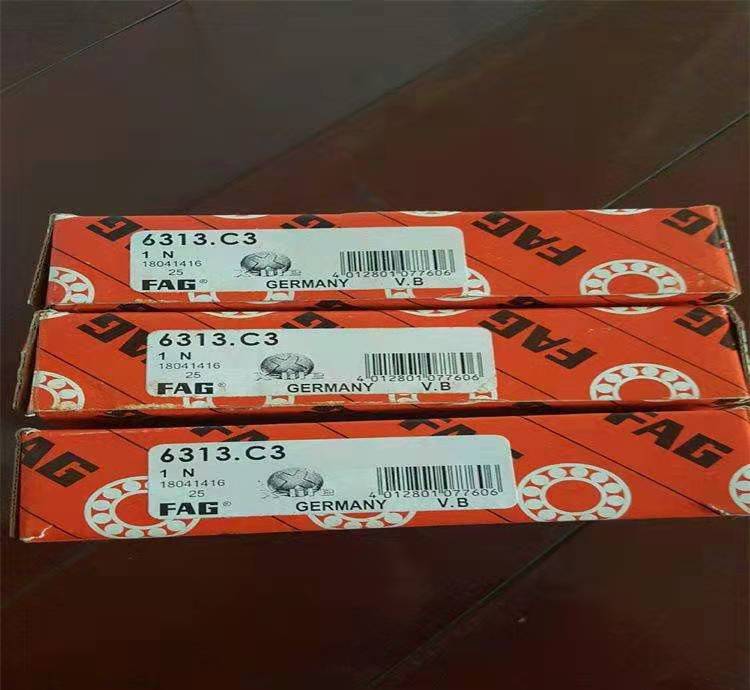 FAG FAG FAG
6313.C3
1 N
18041416
25
FAG® GERMANY
4 012801 077606
V.B
FAG FAG FAG
6313.C3
1 N
18041416
25
FAG® GERMANY
4 012801 077606
V.B
FAG FAG
6313.C3
1 N
18041416
25
FAG® GERMANY
4 012801 077606
V.B